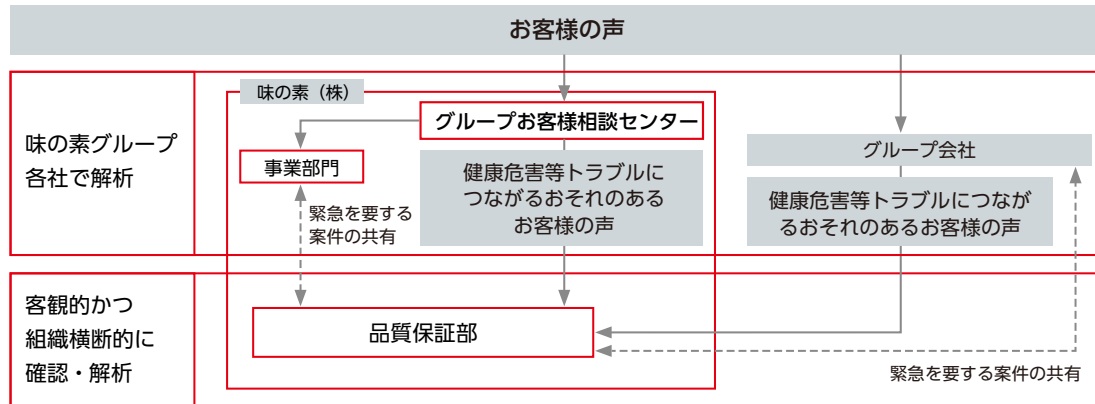 お客様の声
味の素グループ
各社で解析
味の素（株）
グループお客様相談センター
事業部門
健康危害等トラブルに
つながるおそれのある
お客様の声
緊急を要する
案件の共有
グループ会社
健康危害等トラブルにつなが
るおそれのあるお客様の声
客観的かつ
組織横断的に
確認・解析
品質保証部
緊急を要する案件の共有